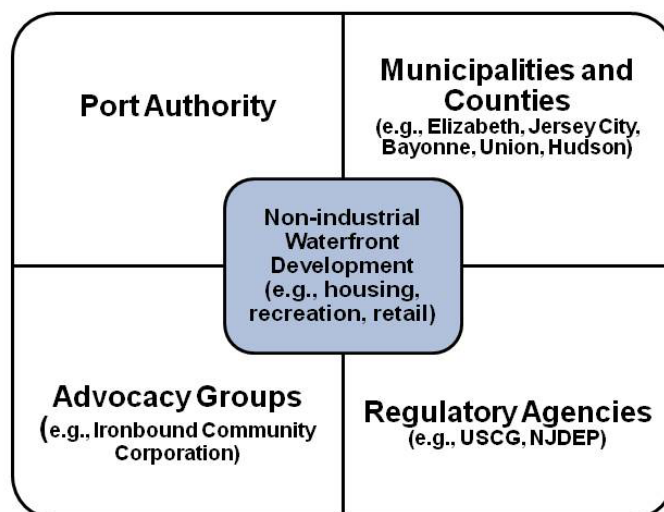 Port Authority
Municipalities and
Counties
(e.g., Elizabeth, Jersey City,
Bayonne, Union, Hudson)
Non-industrial
Waterfront
Development
(e.g., housing,
recreation, retail)
Advocacy Groups
(e.g., Ironbound Community
Corporation)
Regulatory Agencies
(e.g., USCG, NJDEP)